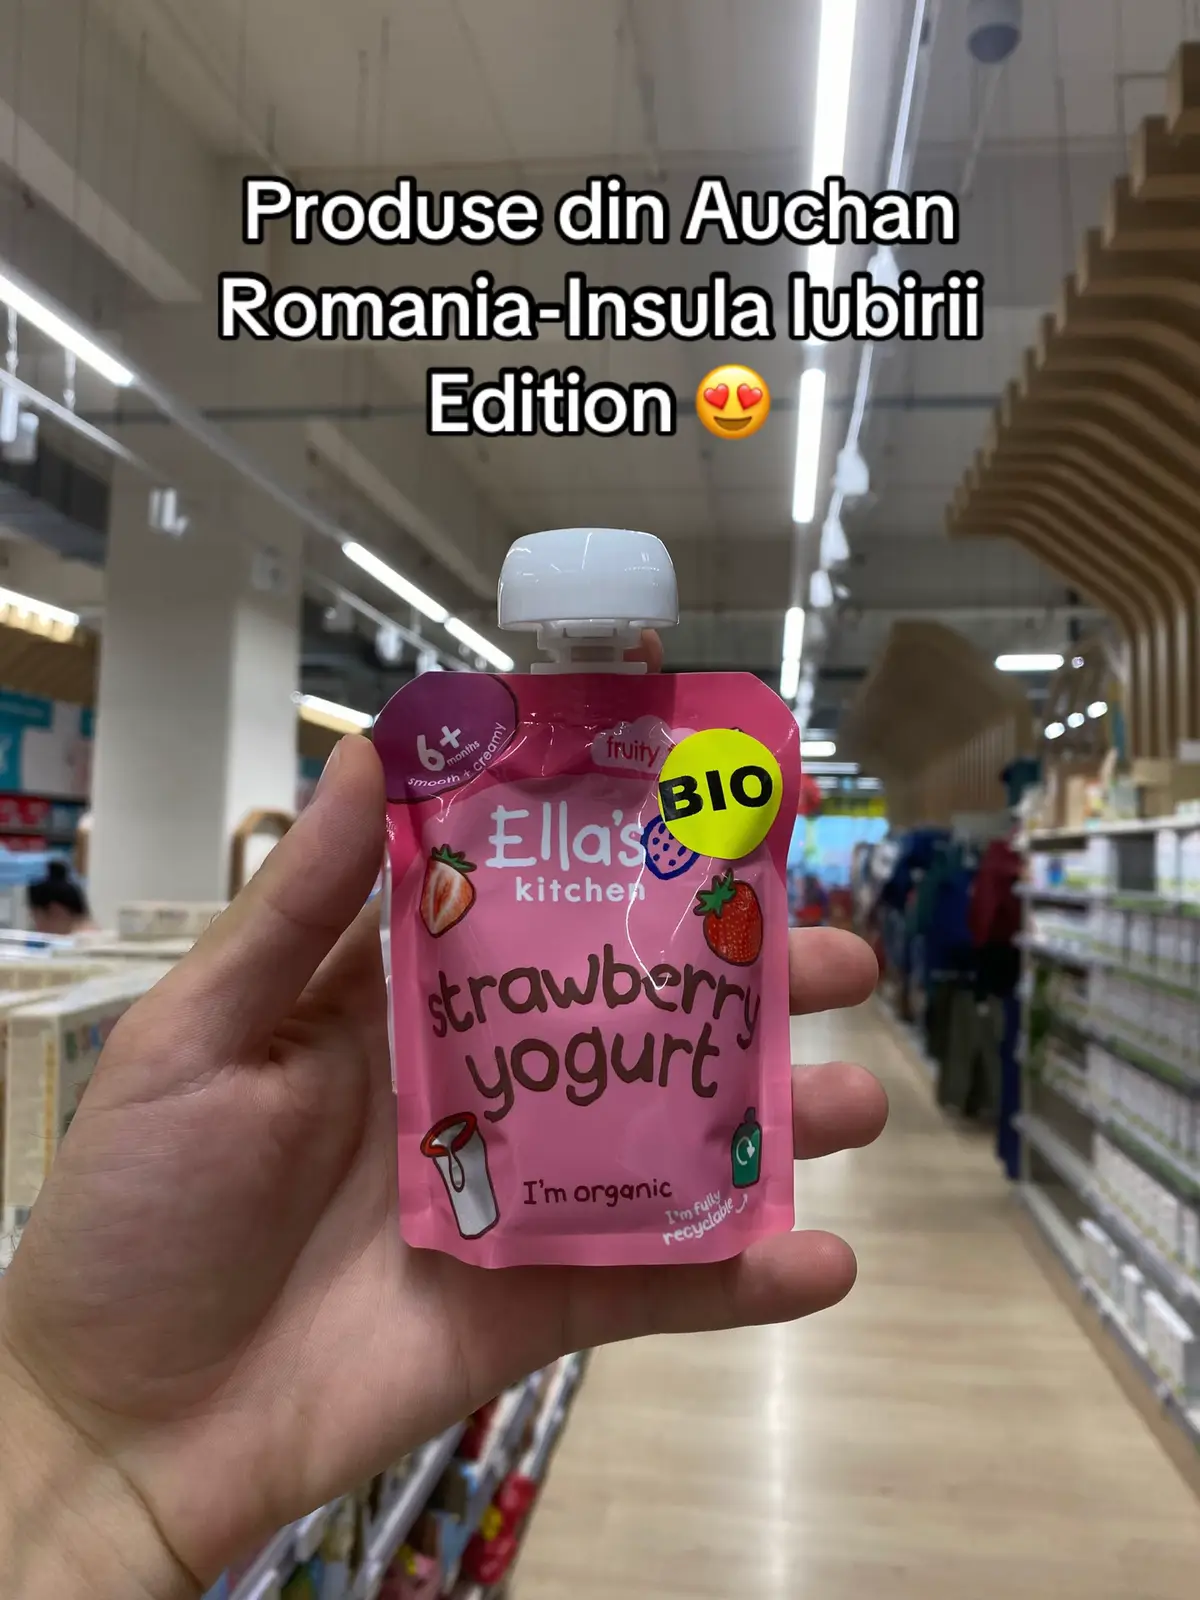 Produse din Auchan
Romania-Insula Iubirii
Edition 😍
6+
months
smooth + creamy
fruity
BIO
Ella's
kitchen
strawberry
yogurt
I'm organic
I'm fully
recyclable